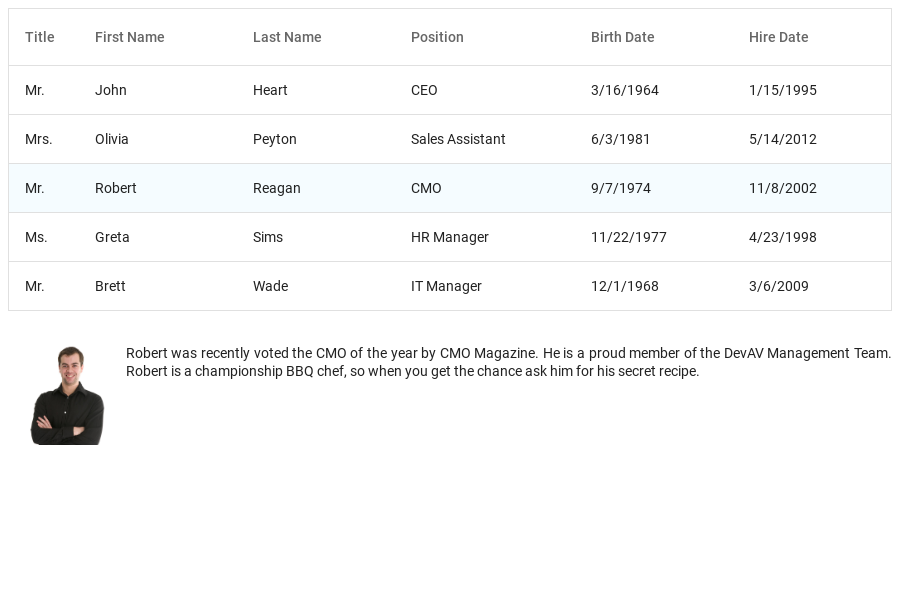 Title First Name Last Name Position Birth Date Hire Date
Mr. John Heart CEO 3/16/1964 1/15/1995
Mrs. Olivia Peyton Sales Assistant 6/3/1981 5/14/2012
Mr. Robert Reagan CMO 9/7/1974 11/8/2002
Ms. Greta Sims HR Manager 11/22/1977 4/23/1998
Mr. Brett Wade IT Manager 12/1/1968 3/6/2009
Robert was recently voted the CMO of the year by CMO Magazine. He is a proud member of the DevAV Management Team.
Robert is a championship BBQ chef, so when you get the chance ask him for his secret recipe.